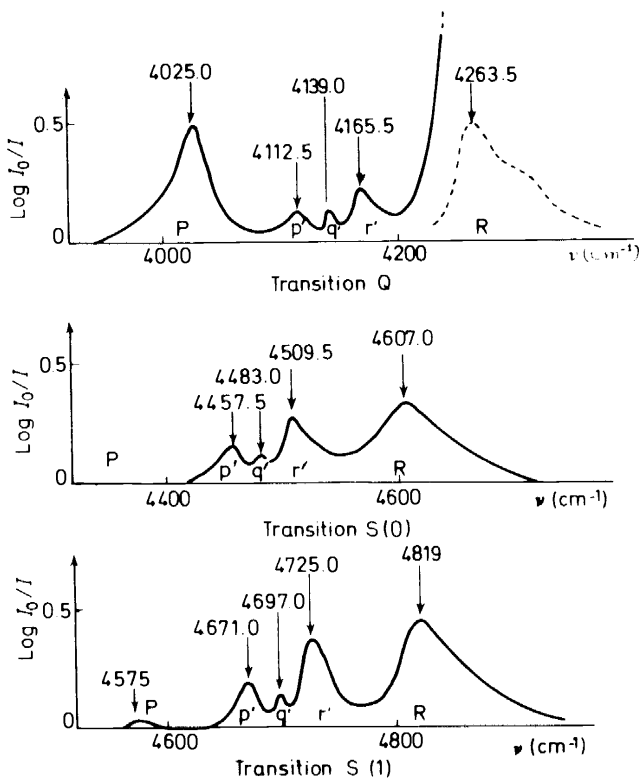 4025.0
4139.0
4263.5
4112.5
4165.5
0.5
0
Log I₀/I
P
p'
q'
r'
R
4000
4200
ν (cm⁻¹)
Transition Q
4607.0
4509.5
4483.0
4457.5
0.5
0
Log I₀/I
P
p'
q'
r'
R
4400
4600
ν (cm⁻¹)
Transition S(0)
4819
4725.0
4697.0
4671.0
4575
0.5
0
Log I₀/I
P
p'
q'
r'
R
4600
4800
ν (cm⁻¹)
Transition S (1)